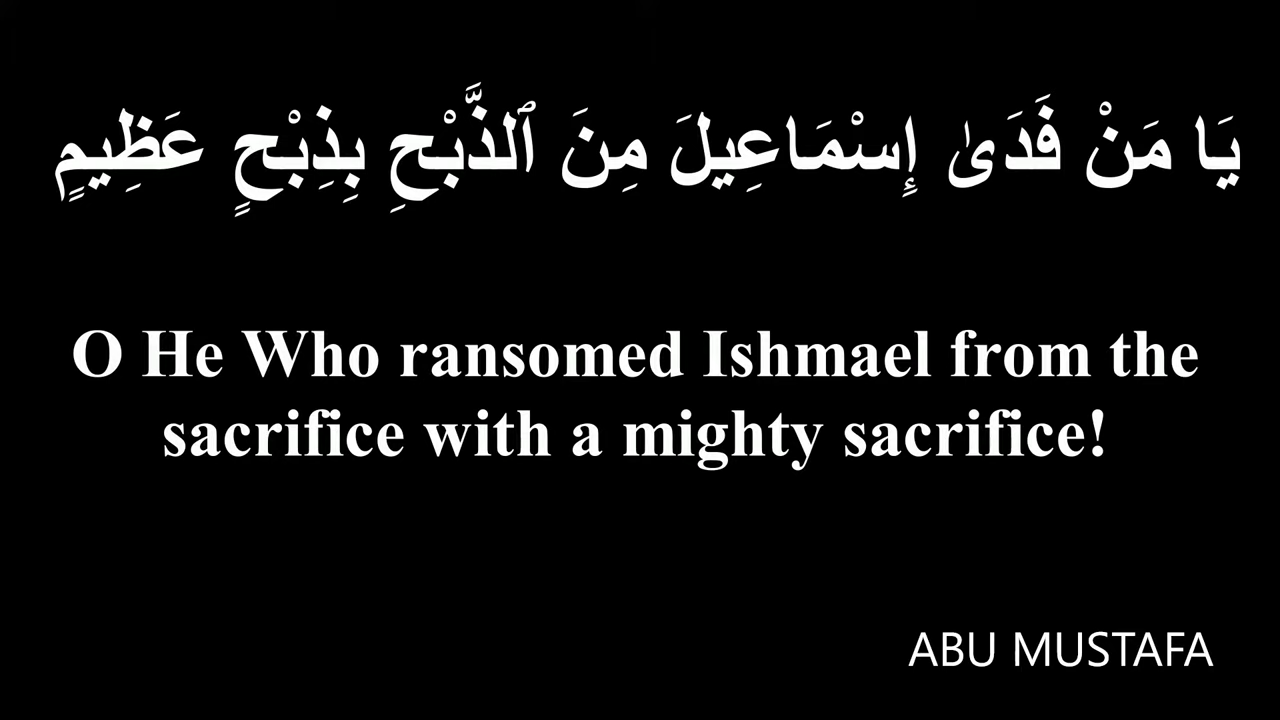 يَا مَنْ فَدَىٰ إِسْمَاعِيلَ مِنَ ٱلذَّبْحِ بِذِبْحٍ عَظِيمٍ
O He Who ransomed Ishmael from the
sacrifice with a mighty sacrifice!
ABU MUSTAFA